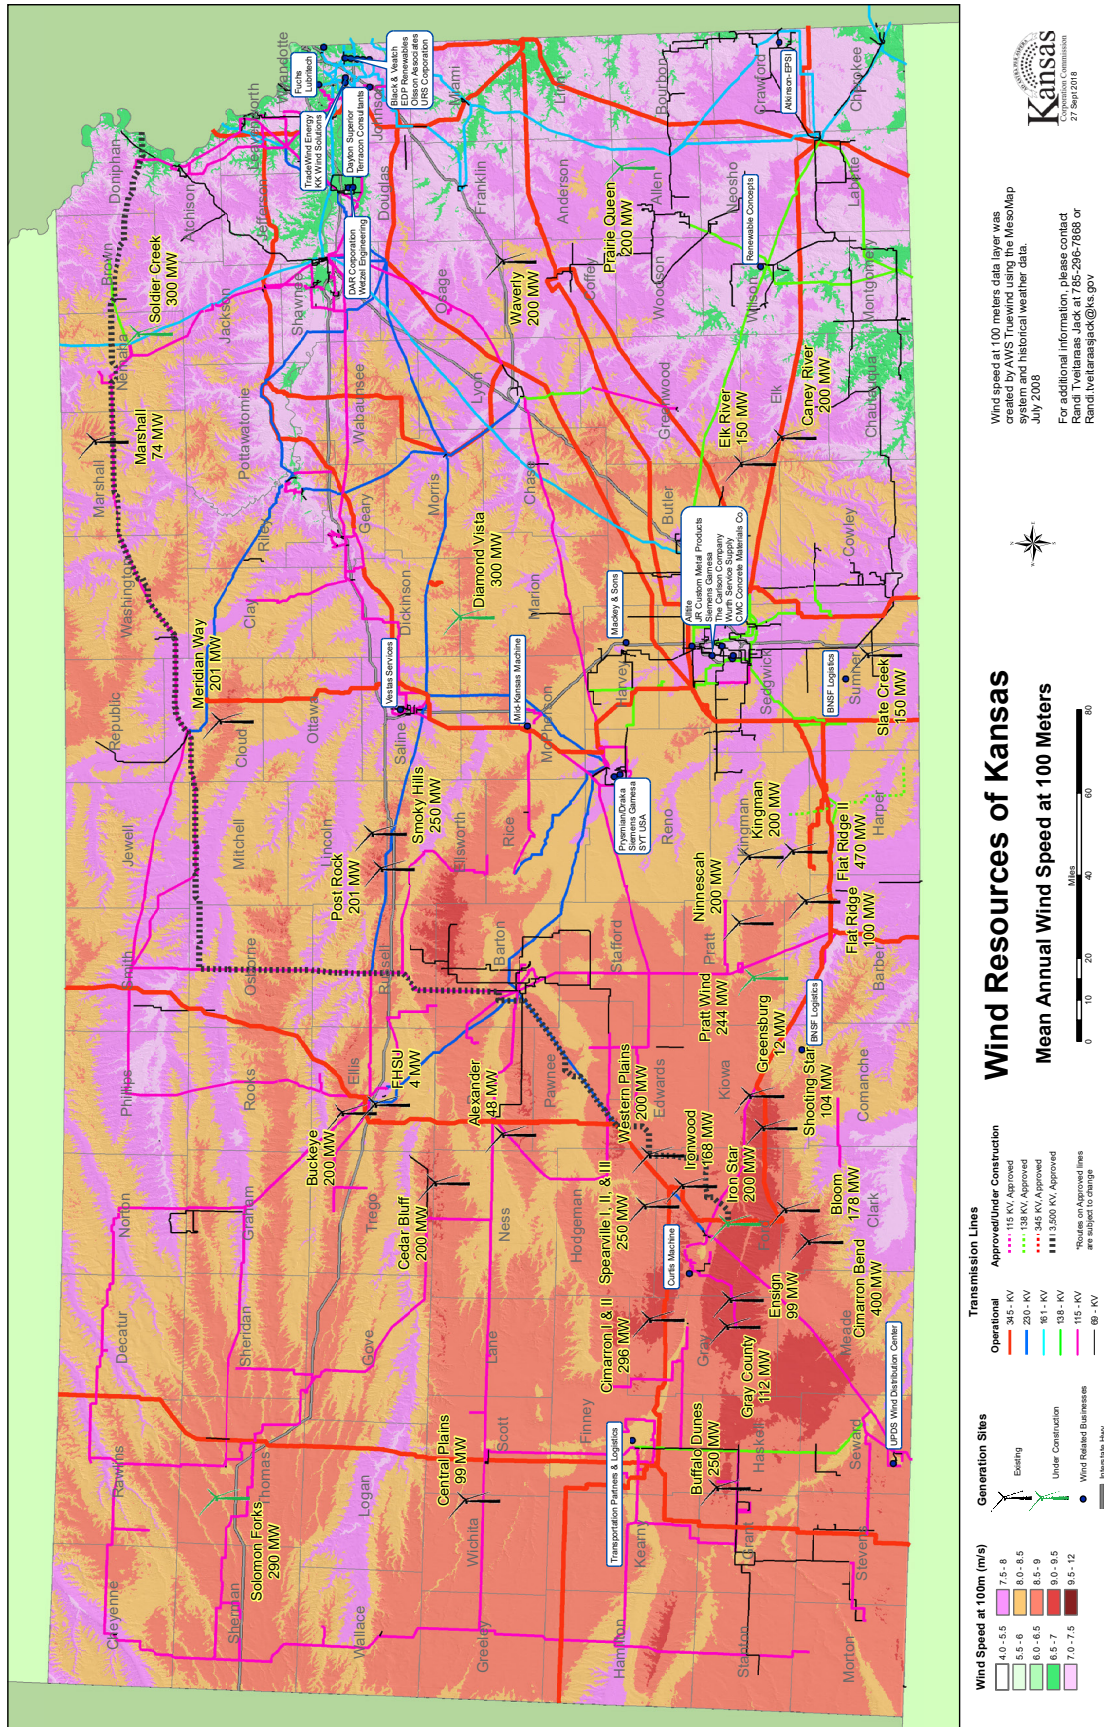 Wind Resources of Kansas
Mean Annual Wind Speed at 100 Meters
Cheyenne
Rawlins
Decatur
Norton
Phillips
Smith
Jewell
Republic
Washington
Marshall
Nemaha
Brown
Doniphan
Sherman
Thomas
Sheridan
Graham
Rooks
Osborne
Mitchell
Cloud
Clay
Riley
Pottawatomie
Jackson
Atchison
Jefferson
Leavenworth
Wyandotte
Wallace
Logan
Gove
Trego
Ellis
Russell
Lincoln
Ottawa
Saline
Dickinson
Geary
Wabaunsee
Shawnee
Douglas
Johnson
Greeley
Wichita
Scott
Lane
Ness
Rice
Barton
Ellsworth
McPherson
Marion
Morris
Chase
Lyon
Osage
Franklin
Miami
Hamilton
Kearny
Finney
Hodgeman
Pawnee
Edwards
Stafford
Reno
Harvey
Butler
Greenwood
Coffey
Woodson
Anderson
Allen
Linn
Bourbon
Stanton
Grant
Haskell
Gray
Ford
Kiowa
Pratt
Kingman
Sedgwick
Elk
Wilson
Neosho
Crawford
Morton
Stevens
Seward
Meade
Clark
Comanche
Barber
Harper
Sumner
Cowley
Chautauqua
Montgomery
Labette
Cherokee
Solomon Forks
290 MW
Central Plains
99 MW
Buffalo Dunes
250 MW
Cimarron I & II
296 MW
Gray County
112 MW
Ensign
99 MW
Cimarron Bend
400 MW
Bloom
178 MW
Spearville I, II, & III
250 MW
Iron Star
200 MW
Ironwood
168 MW
Western Plains
200 MW
Shooting Star
104 MW
Greensburg
12 MW
Pratt Wind
244 MW
Cedar Bluff
200 MW
Buckeye
200 MW
FHSU
4 MW
Alexander
48 MW
Ninnescah
200 MW
Flat Ridge
100 MW
Flat Ridge II
470 MW
Kingman
200 MW
Post Rock
201 MW
Smoky Hills
250 MW
Meridian Way
201 MW
Diamond Vista
300 MW
Slate Creek
150 MW
Marshall
74 MW
Soldier Creek
300 MW
Elk River
150 MW
Caney River
200 MW
Waverly
200 MW
Prairie Queen
200 MW
Transportation Partners & Logistics
UPDS Wind Distribution Center
Curtis Machine
BNSF Logistics
Prysmian/Draka
Siemens Gamesa
SYT USA
Mid-Kansas Machine
Vestas Services
BNSF Logistics
Mackey & Sons
Alltite
JR Custom Metal Products
Siemens Gamesa
The Carlson Company
Wurth Service Supply
CMC Concrete Materials Co
DAR Corporation
Wetzel Engineering
TradeWind Energy
KK Wind Solutions
Dayton Superior
Terracon Consultants
Fuchs
Lubritech
Black & Veatch
EDP Renewables
Olsson Associates
URS Corporation
Renewable Concepts
Atkinson-EPSI
Wind Speed at 100m (m/s)
4.0 - 5.5
5.5 - 6
6.0 - 6.5
6.5 - 7
7.0 - 7.5
7.5 - 8
8.0 - 8.5
8.5 - 9
9.0 - 9.5
9.5 - 12
Generation Sites
Existing
Under Construction
Wind Related Businesses
Interstate Hwy
Transmission Lines
Operational
345 - KV
230 - KV
161 - KV
138 - KV
115 - KV
69 - KV
Approved/Under Construction
115 KV, Approved
138 KV, Approved
345 KV, Approved
3,500 KV, Approved
*Routes on Approved lines
are subject to change
0 10 20 40 60 80
Miles
N
E
S
W
Wind speed at 100 meters data layer was
created by AWS Truewind using the MesoMap
system and historical weather data.
July 2008
For additional information, please contact
Randi Tveitaraas Jack at 785-296-7868 or
Randi.tveitaraasjack@ks.gov
Kansas
Corporation Commission
27 Sept 2018